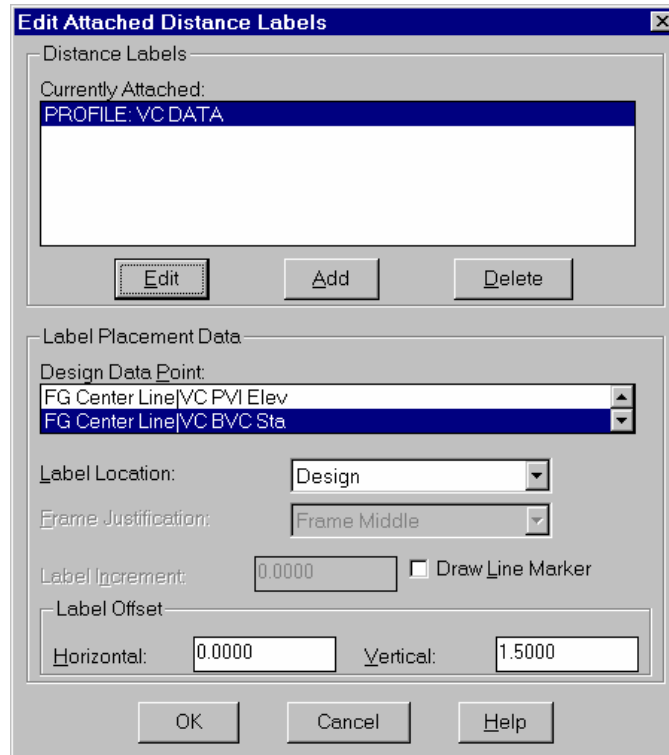 Edit Attached Distance Labels
Distance Labels
Currently Attached:
PROFILE: VC DATA
Edit Add Delete
Label Placement Data
Design Data Point:
FG Center Line|VC PVI Elev
FG Center Line|VC BVC Sta
Label Location: Design
Frame Justification: Frame Middle
Label Increment: 0.0000 Draw Line Marker
Label Offset
Horizontal: 0.0000 Vertical: 1.5000
OK Cancel Help